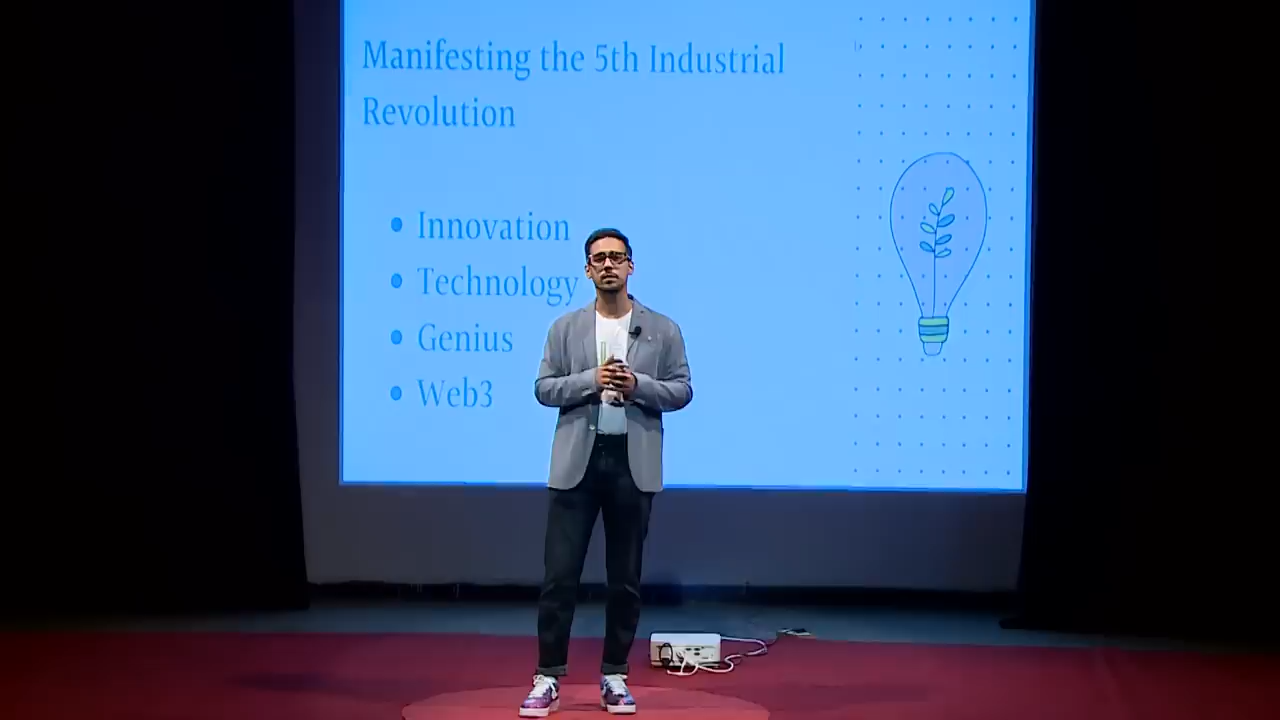 Manifesting the 5th Industrial
Revolution
Innovation
Technology
Genius
Web3